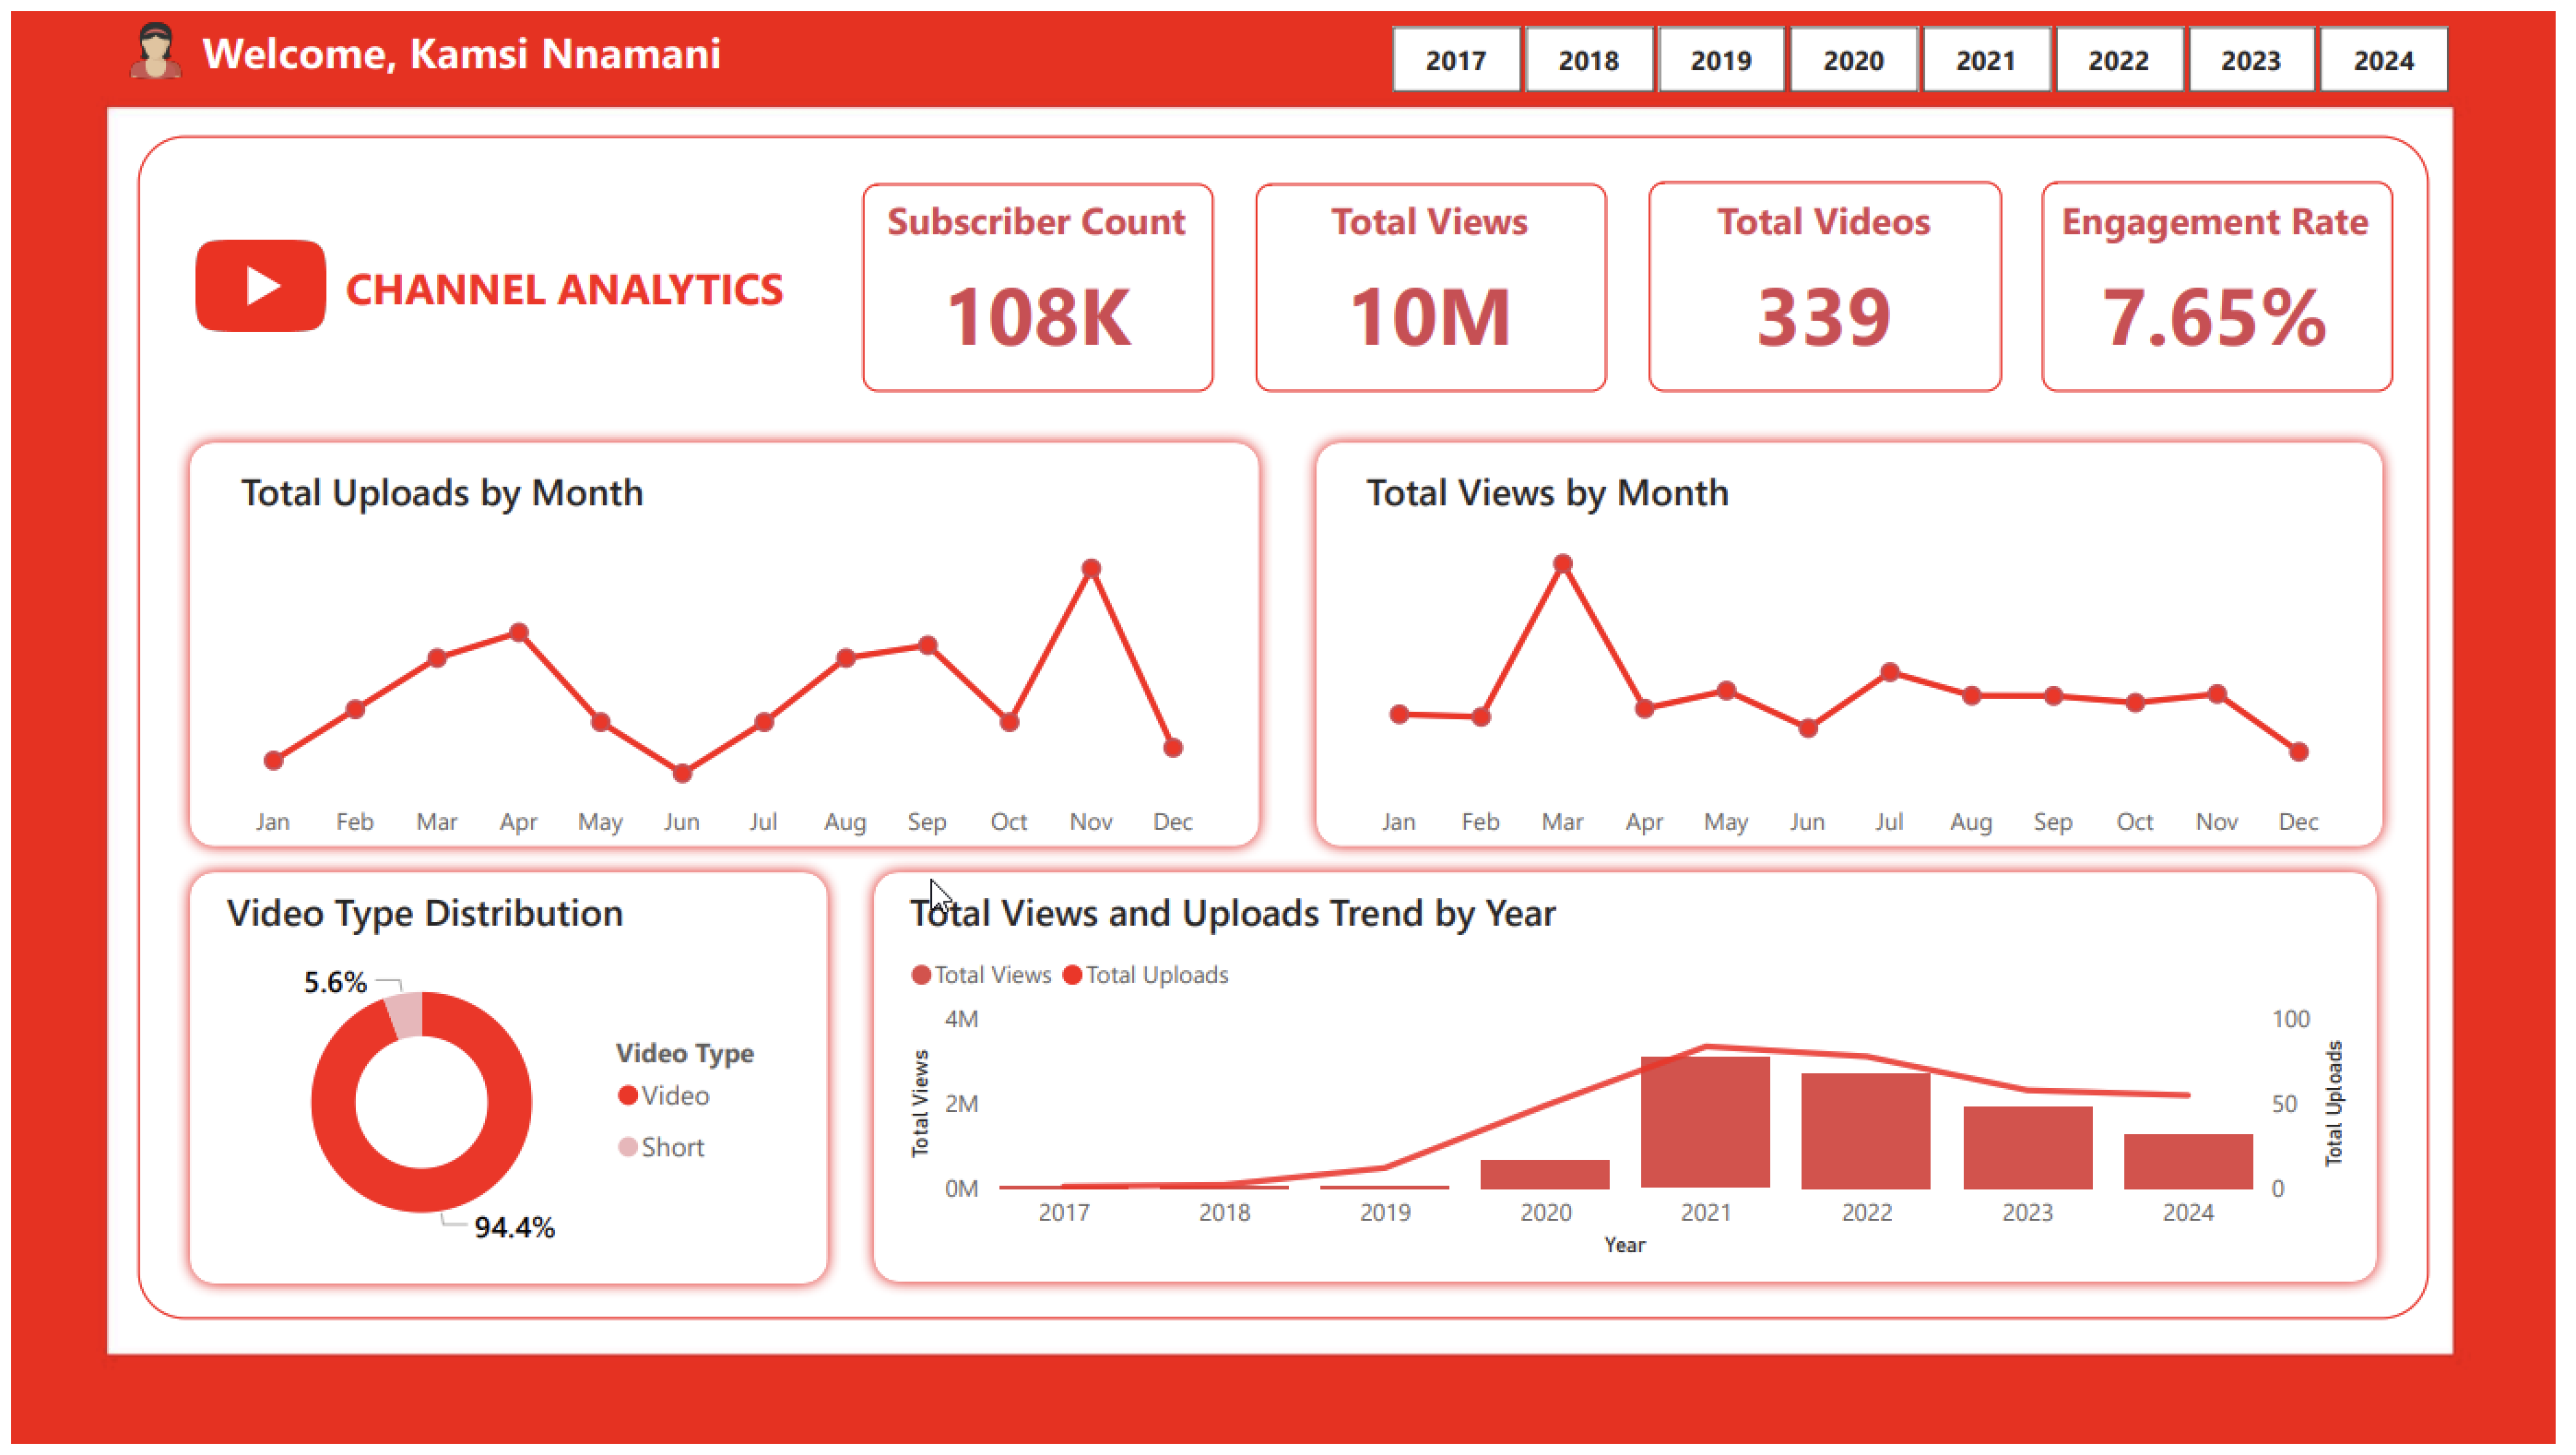 Welcome, Kamsi Nnamani
2017 2018 2019 2020 2021 2022 2023 2024
CHANNEL ANALYTICS
Subscriber Count
108K
Total Views
10M
Total Videos
339
Engagement Rate
7.65%
Total Uploads by Month
Jan Feb Mar Apr May Jun Jul Aug Sep Oct Nov Dec
Total Views by Month
Jan Feb Mar Apr May Jun Jul Aug Sep Oct Nov Dec
Video Type Distribution
5.6%
94.4%
Video Type
Video
Short
Total Views and Uploads Trend by Year
Total Views Total Uploads
Total Views
4M
2M
0M
100
50
0
Total Uploads
2017 2018 2019 2020 2021 2022 2023 2024
Year